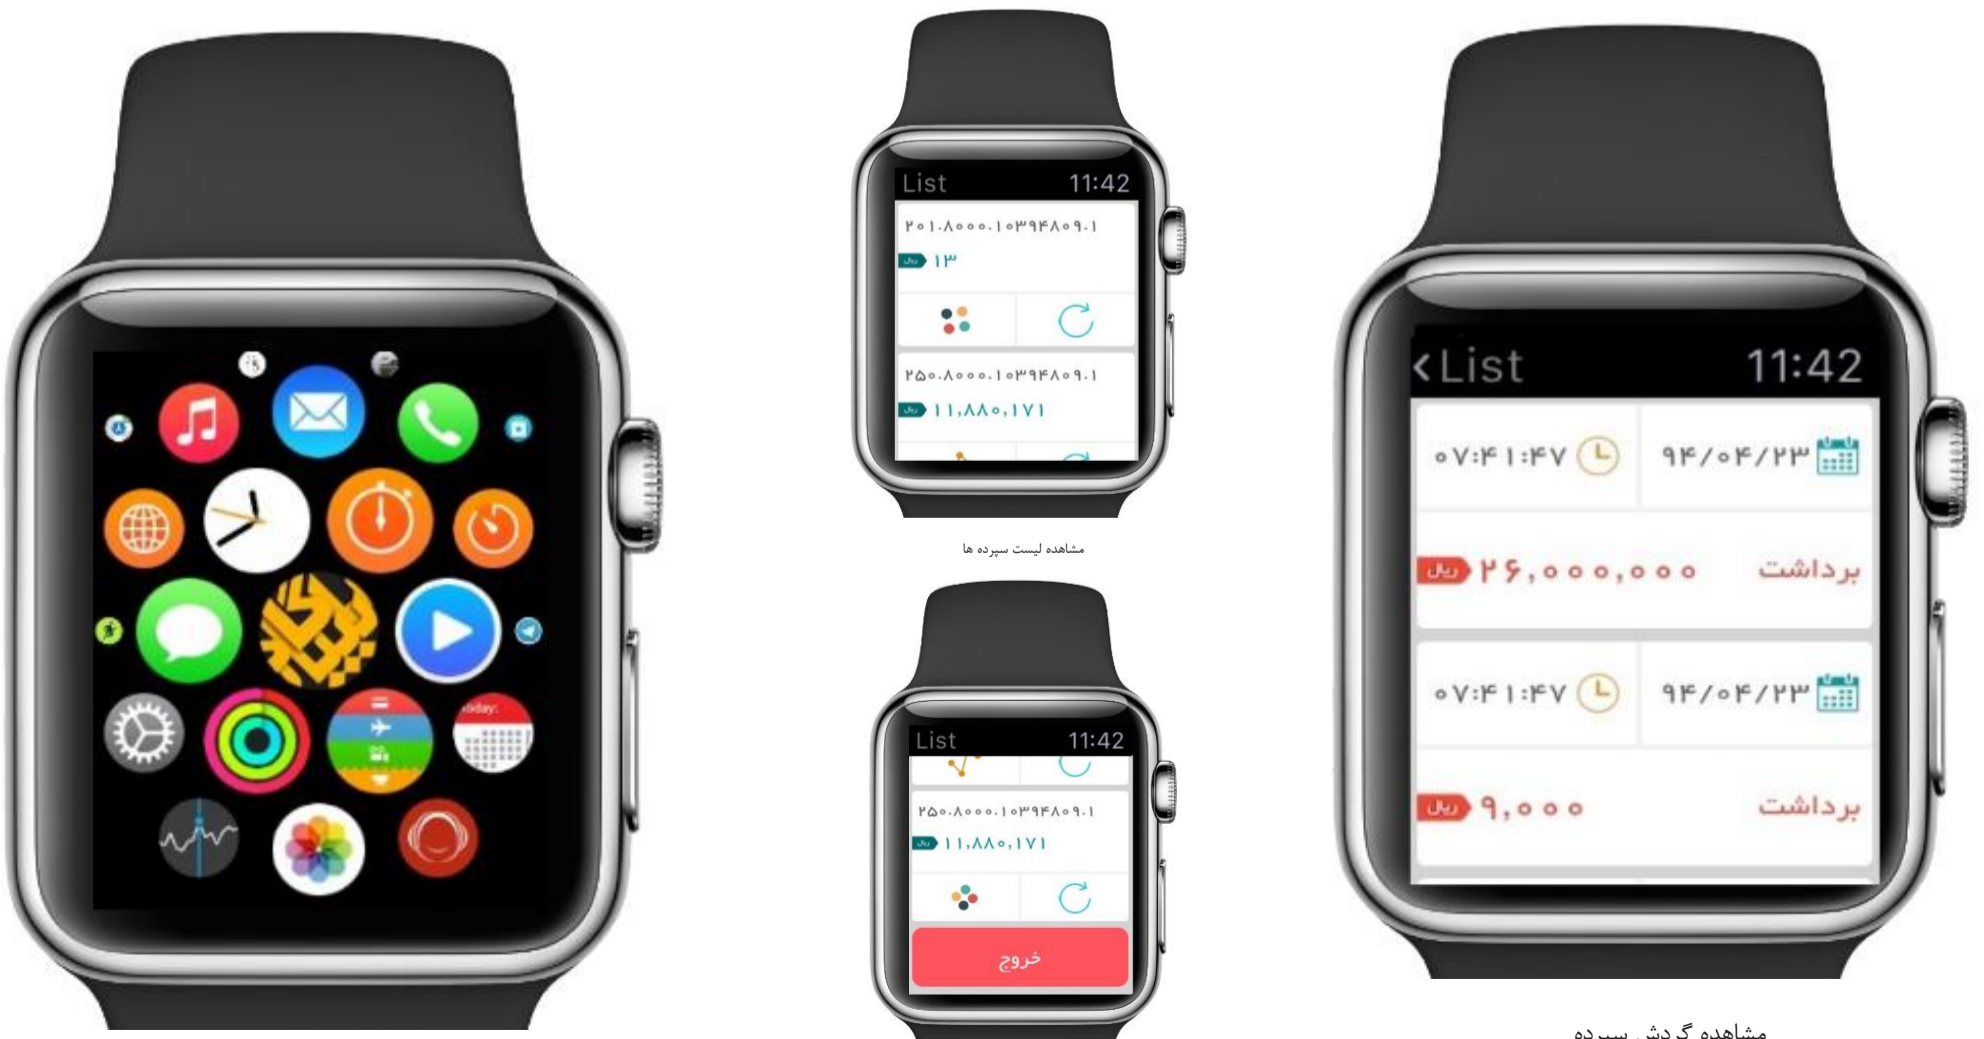 List 11:42
۲۰۱.۸۰۰۰.۱۰۳۹۴۸۰۹.۱
ریال ۱۳
۲۵۰.۸۰۰۰.۱۰۳۹۴۸۰۹.۱
ریال ۱۱,۸۸۰,۱۷۱
مشاهده لیست سپرده ها
List 11:42
۲۵۰.۸۰۰۰.۱۰۳۹۴۸۰۹.۱
ریال ۱۱,۸۸۰,۱۷۱
خروج
<List 11:42
۰۷:۴۱:۴۷ ۹۴/۰۴/۲۳
برداشت ۲۶,۰۰۰,۰۰۰ ریال
۰۷:۴۱:۴۷ ۹۴/۰۴/۲۳
برداشت ۹,۰۰۰ ریال
مشاهده گردش سپرده